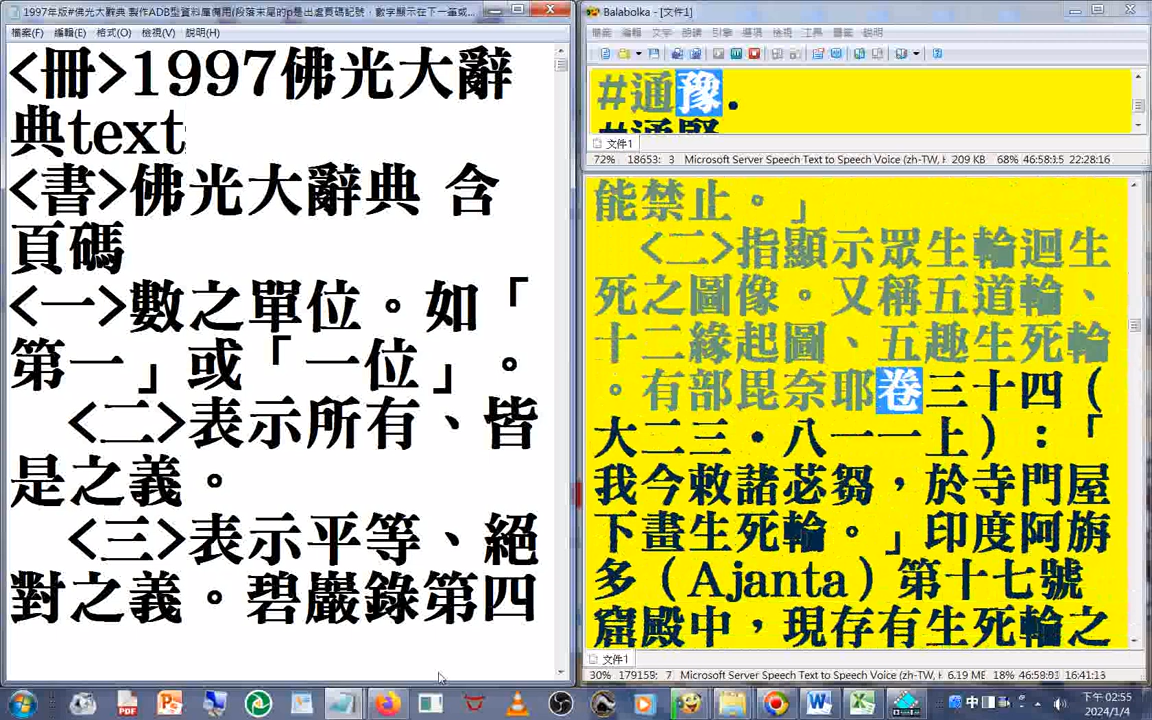 1997年版#佛光大辭典 製作ADB型資料庫備用(段落末尾的p是出處頁碼記號，數字顯示在下一筆或...
檔案(F) 編輯(E) 格式(O) 檢視(V) 說明(H)
<冊>1997佛光大辭
典text
<書>佛光大辭典 含
頁碼
<一>數之單位。如「
第一」或「一位」。
<二>表示所有、皆
是之義。
<三>表示平等、絕
對之義。碧巖錄第四
Balabolka - [文件1]
檔案 編輯 文字 朗讀 引擎 選項 檢視 工具 書籤 說明
#通豫.
#通賢
文件1
72% 18653: 3 Microsoft Server Speech Text to Speech Voice (zh-TW, H 209 KB 68% 46:58:15 22:28:16
能禁止。」
<二>指顯示眾生輪迴生
死之圖像。又稱五道輪、
十二緣起圖、五趣生死輪
。有部毘奈耶卷三十四（
大二三・八一一上）：「
我今敕諸苾芻，於寺門屋
下畫生死輪。」印度阿旃
多（Ajanta）第十七號
窟殿中，現存有生死輪之
文件1
30% 179159: 7 Microsoft Server Speech Text to Speech Voice (zh-TW, H 6.19 ME 18% 46:59:01 16:41:13
中
下午 02:55
2024/1/4